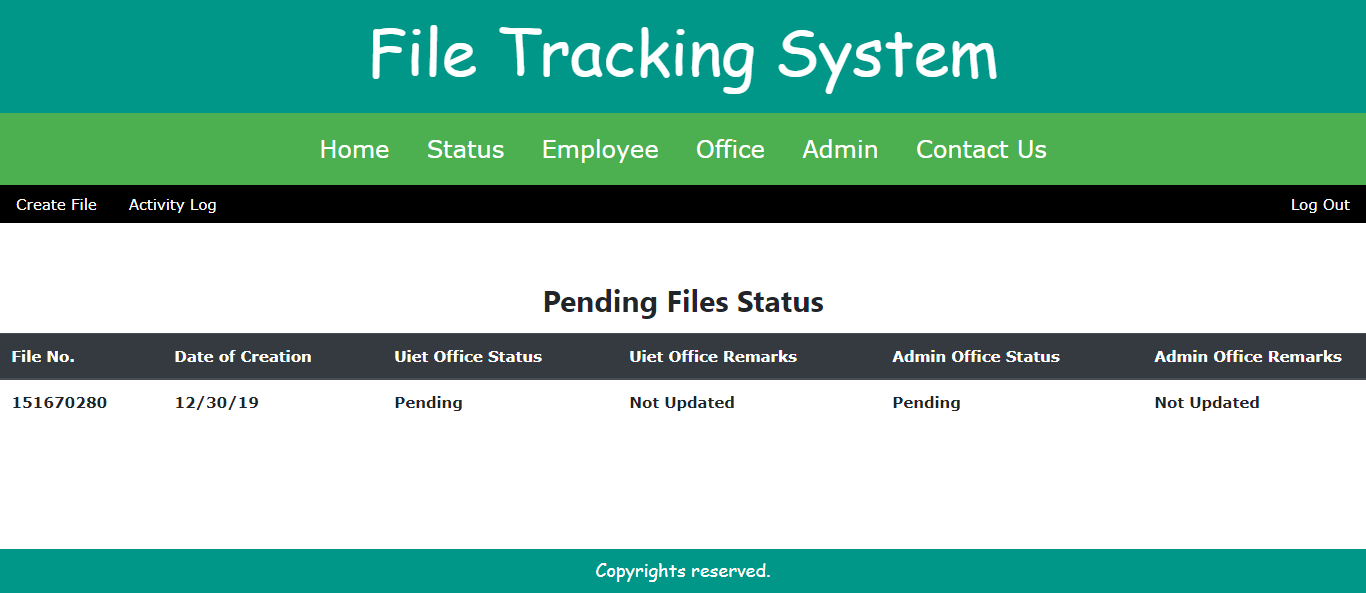 File Tracking System
Home Status Employee Office Admin Contact Us
Create File Activity Log Log Out
Pending Files Status
File No. Date of Creation Uiet Office Status Uiet Office Remarks Admin Office Status Admin Office Remarks
151670280 12/30/19 Pending Not Updated Pending Not Updated
Copyrights reserved.